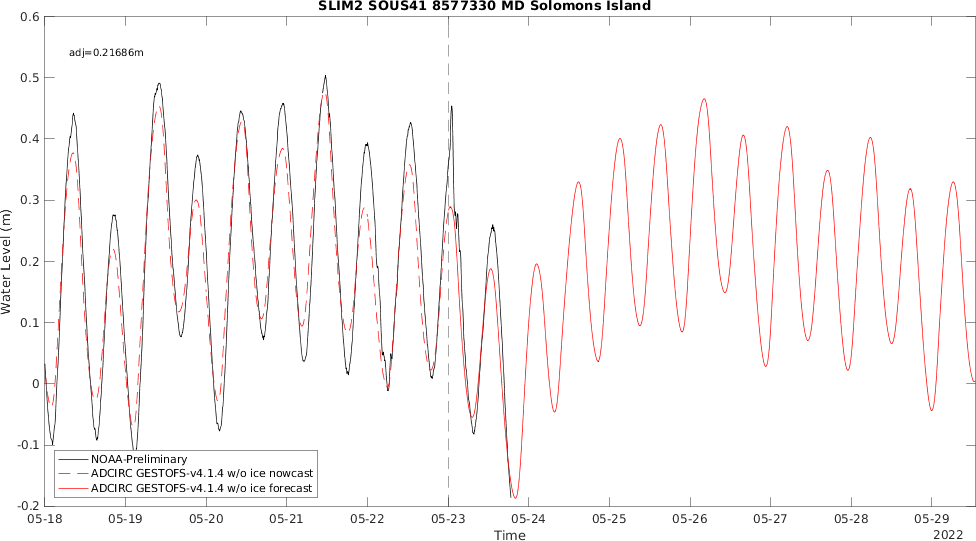 SLIM2 SOUS41 8577330 MD Solomons Island
adj=0.21686m
Water Level (m)
0.6
0.5
0.4
0.3
0.2
0.1
0
-0.1
-0.2
NOAA-Preliminary
ADCIRC GESTOFS-v4.1.4 w/o ice nowcast
ADCIRC GESTOFS-v4.1.4 w/o ice forecast
05-18 05-19 05-20 05-21 05-22 05-23 05-24 05-25 05-26 05-27 05-28 05-29
Time
2022